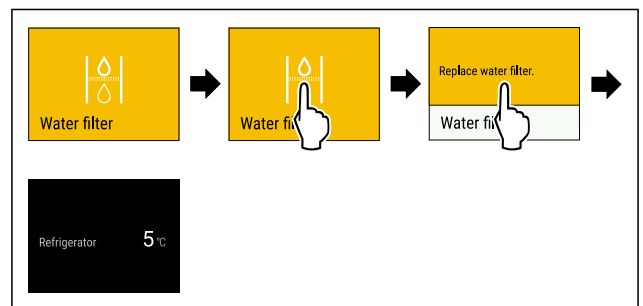 Water filter
Water fi
Replace water filter.
Water fi
Refrigerator 5 °C